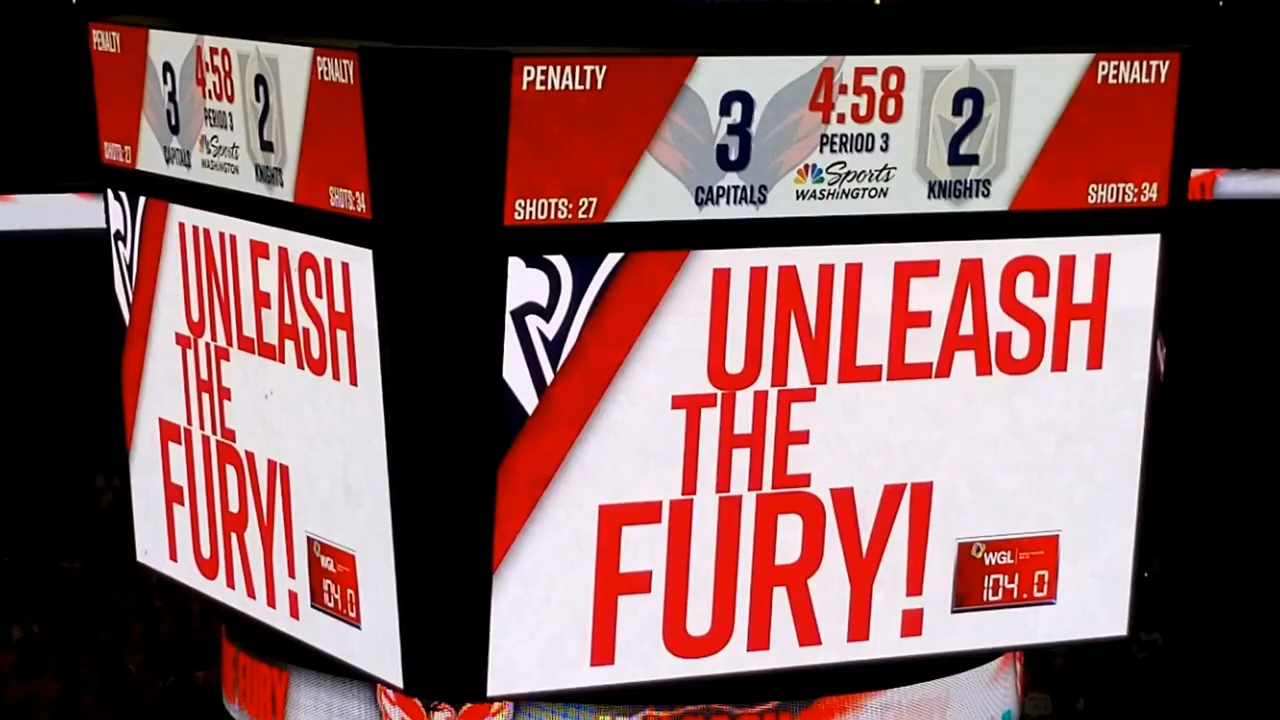 PENALTY
3
4:58
2
PENALTY
PERIOD 3
CAPITALS
Sports
WASHINGTON
KNIGHTS
SHOTS: 27
SHOTS: 34
UNLEASH
THE
FURY!
WGL
104.0
PENALTY
3
4:58
2
PENALTY
PERIOD 3
CAPITALS
Sports
WASHINGTON
KNIGHTS
SHOTS: 27
SHOTS: 34
UNLEASH
THE
FURY!
WGL
104.0